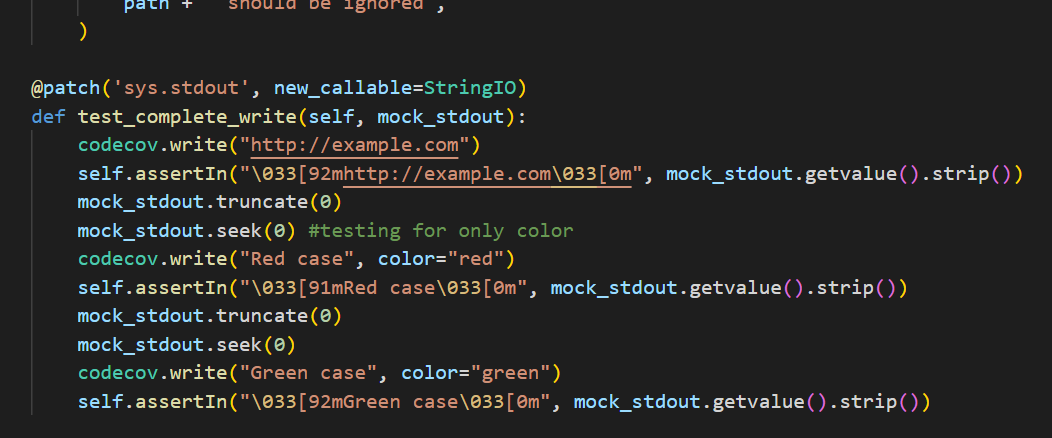 path + " should be ignored",
)
@patch('sys.stdout', new_callable=StringIO)
def test_complete_write(self, mock_stdout):
codecov.write("http://example.com")
self.assertIn("\033[92mhttp://example.com\033[0m", mock_stdout.getvalue().strip())
mock_stdout.truncate(0)
mock_stdout.seek(0) #testing for only color
codecov.write("Red case", color="red")
self.assertIn("\033[91mRed case\033[0m", mock_stdout.getvalue().strip())
mock_stdout.truncate(0)
mock_stdout.seek(0)
codecov.write("Green case", color="green")
self.assertIn("\033[92mGreen case\033[0m", mock_stdout.getvalue().strip())